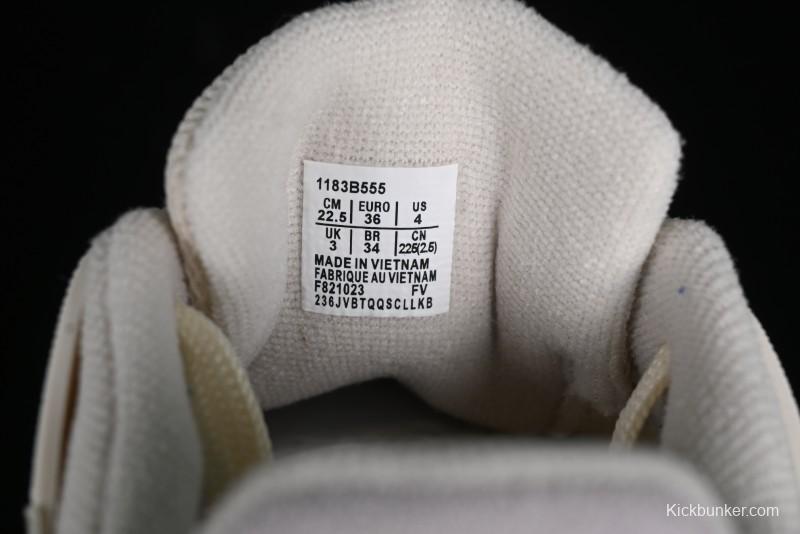 1183B555
CM | EURO | US
22.5 | 36 | 4
UK | BR | CN
3 | 34 | 225(2.5)
MADE IN VIETNAM
FABRIQUE AU VIETNAM
F821023 FV
236JVBTQQSCLLKB
Kickbunker.com